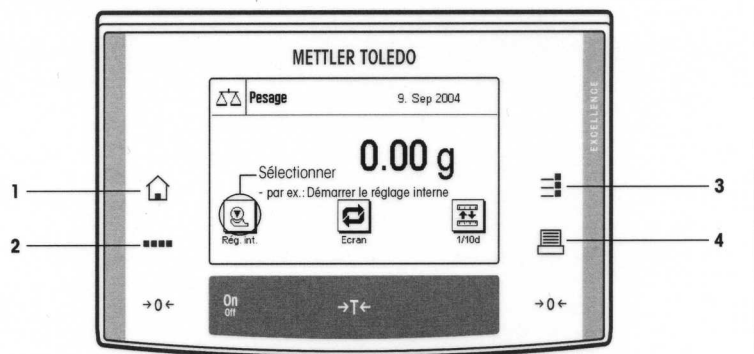 METTLER TOLEDO
Pesage 9. Sep 2004
0.00 g
Sélectionner
- par ex.: Démarrer le réglage interne
Rég. int. Ecran 1/10d
EXCELLENCE
1
2
3
4
→0←
On
Off
→T←
→0←